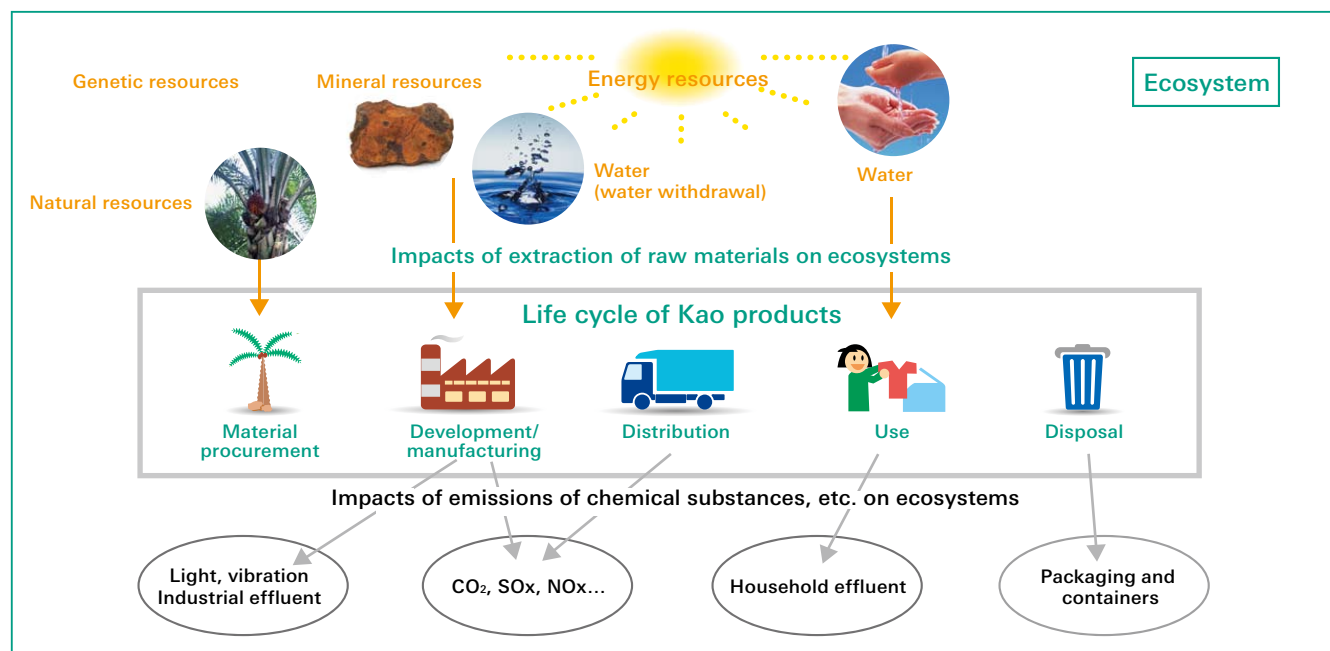 Ecosystem
Genetic resources
Mineral resources
Energy resources
Natural resources
Water
(water withdrawal)
Water
Impacts of extraction of raw materials on ecosystems
Life cycle of Kao products
Material
procurement
Development/
manufacturing
Distribution
Use
Disposal
Impacts of emissions of chemical substances, etc. on ecosystems
Light, vibration
Industrial effluent
CO₂, SOx, NOx…
Household effluent
Packaging and
containers